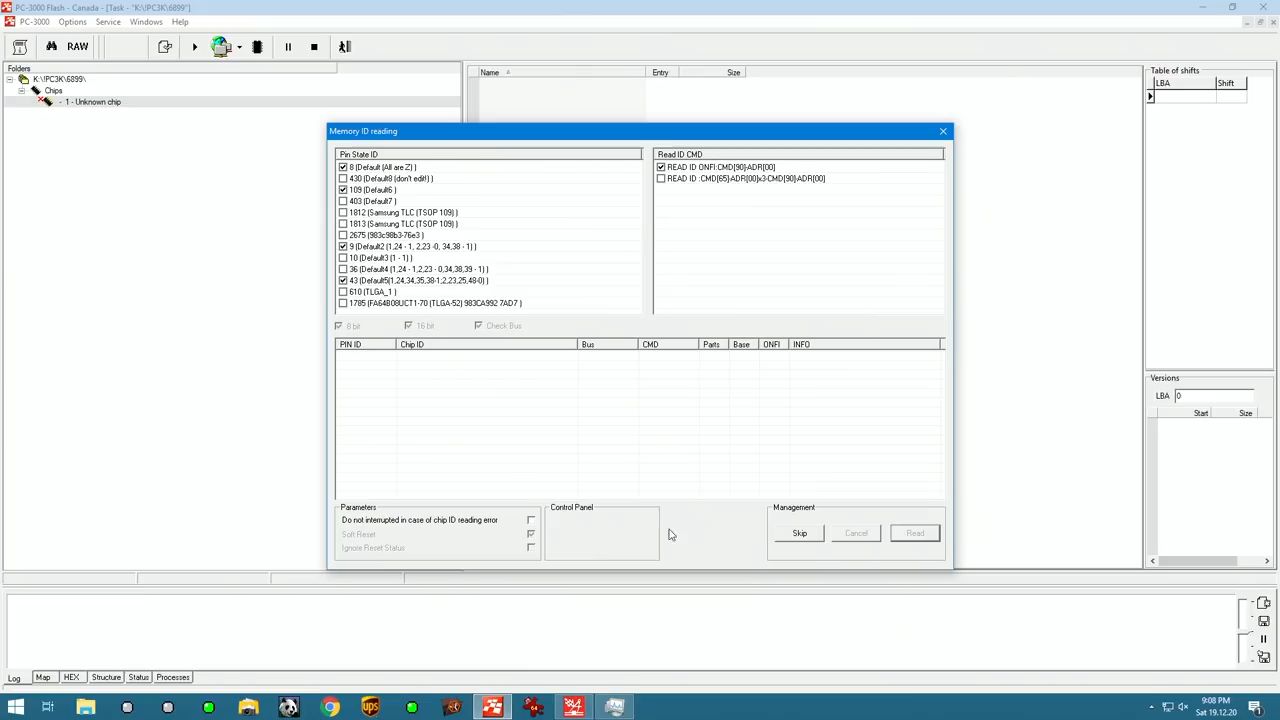 PC-3000 Flash - Canada - [Task - "K:\!PC3K\6899"]
PC-3000 Options Service Windows Help
RAW
Folders
K:\!PC3K\6899\
Chips
- 1 - Unknown chip
Name Entry Size
Table of shifts
LBA Shift
Memory ID reading
Pin State ID
8 (Default (All are Z) )
430 (Default8 (don't edit!) )
109 (Default6 )
403 (Default7 )
1812 (Samsung TLC (TSOP 109) )
1813 (Samsung TLC (TSOP 109) )
2675 (983c98b3-76e3 )
9 (Default2 (1,24 - 1, 2,23 -0, 34,38 - 1) )
10 (Default3 (1 - 1) )
36 (Default4 (1,24 - 1,2,23 - 0,34,38,39 - 1) )
43 (Default5(1,24,34,35,38-1;2,23,25,48-0) )
610 (TLGA_1 )
1785 (FA64B08UCT1-70 (TLGA-52) 983CA992 7AD7 )
Read ID CMD
READ ID ONFI:CMD[90]-ADR[00]
READ ID :CMD[65]-ADR[00]x3-CMD[90]-ADR[00]
8 bit 16 bit Check Bus
PIN ID Chip ID Bus CMD Parts Base ONFI INFO
Versions
LBA 0
Start Size
Parameters
Do not interrupted in case of chip ID reading error
Soft Reset
Ignore Reset Status
Control Panel
Management
Skip Cancel Read
Log Map HEX Structure Status Processes
ups
9:08 PM
Sat 19.12.20